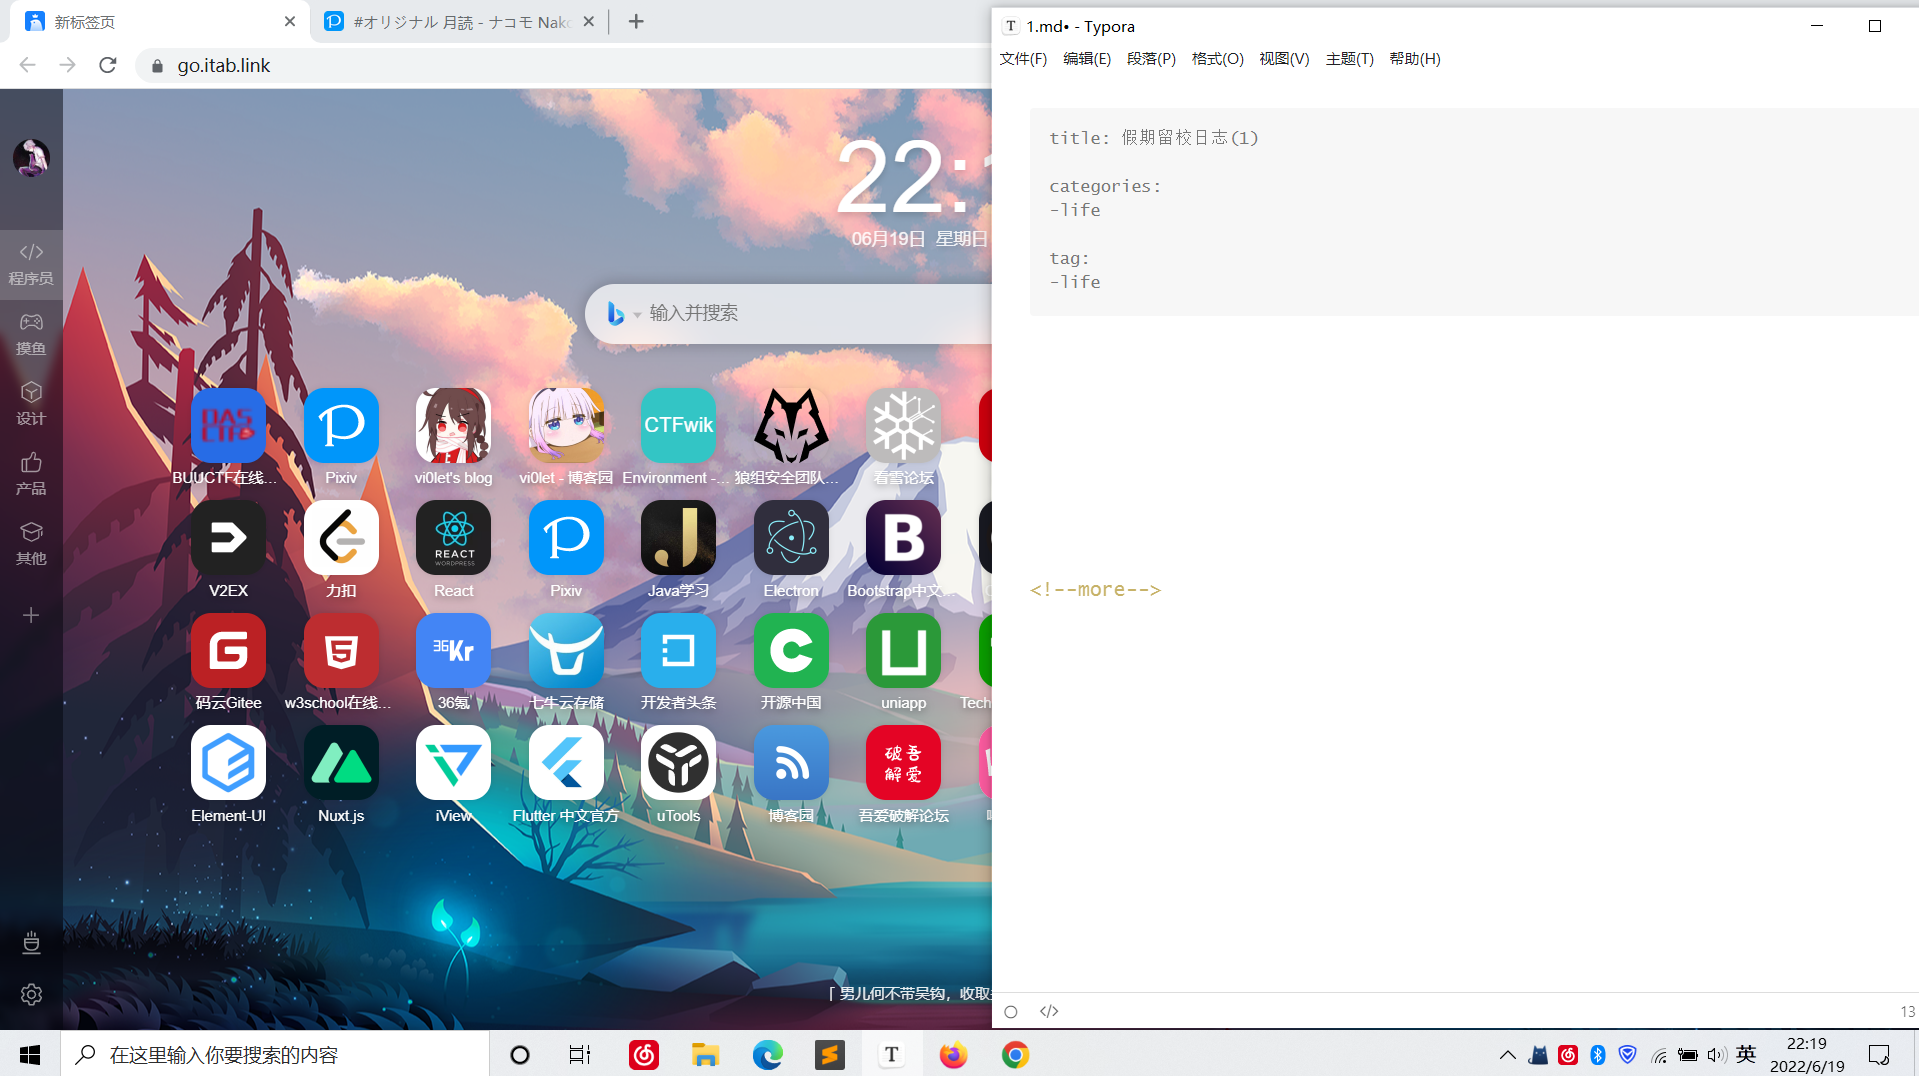 新标签页
#オリジナル 月読 - ナコモ Nak
go.itab.link
程序员
摸鱼
设计
产品
其他
22:
06月19日 星期日
输入并搜索
DAS
CTF
CTFwik
BUUCTF在线...
Pixiv
vi0let's blog
vi0let - 博客园
Environment -...
狼组安全团队...
看雪论坛
REACT
WORDPRESS
V2EX
力扣
React
Pixiv
Java学习
Electron
Bootstrap中文...
36Kr
码云Gitee
w3school在线...
36氪
七牛云存储
开发者头条
开源中国
uniapp
Tech
吾爱
破解
Element-UI
Nuxt.js
iView
Flutter 中文官方
uTools
博客园
吾爱破解论坛
「 男儿何不带吴钩，收取
1.md• - Typora
文件(F) 编辑(E) 段落(P) 格式(O) 视图(V) 主题(T) 帮助(H)
title: 假期留校日志(1)
categories:
-life
tag:
-life
<!--more-->
13
在这里输入你要搜索的内容
英
22:19
2022/6/19